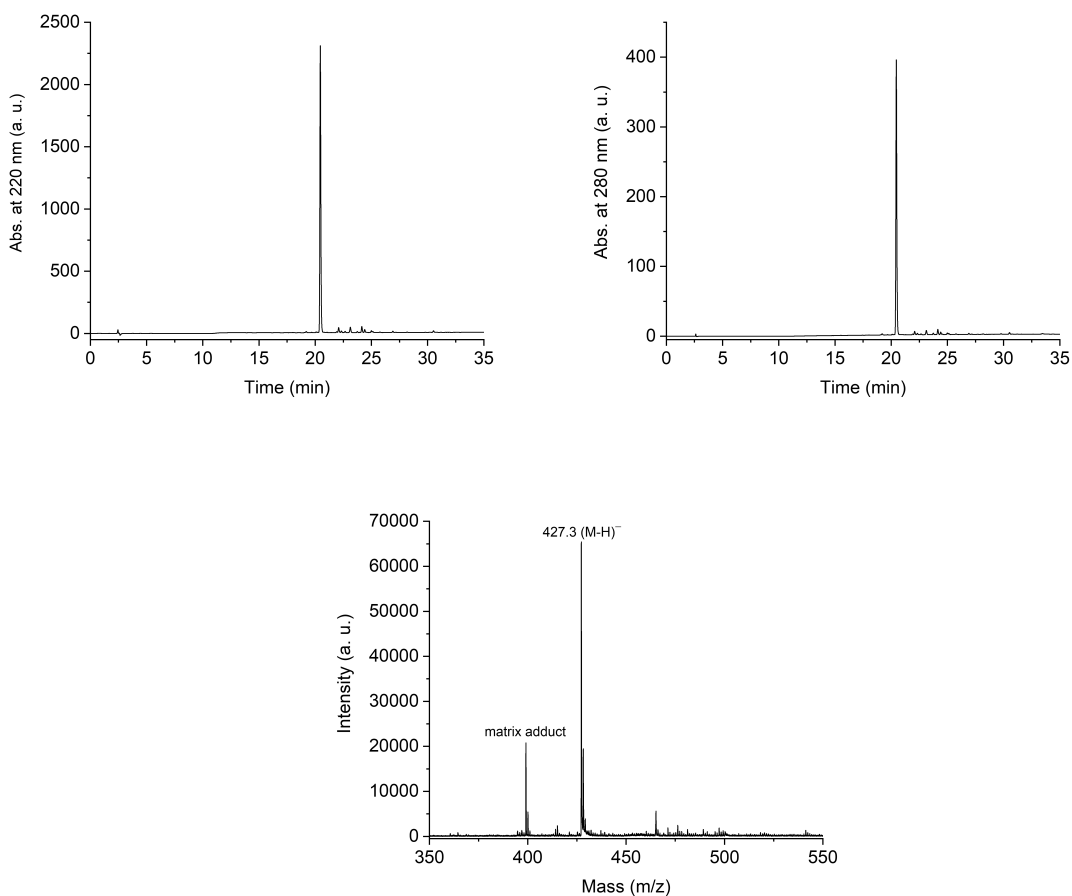 2500
2000
1500
1000
500
0
0 5 10 15 20 25 30 35
Abs. at 220 nm (a. u.)
Time (min)
400
300
200
100
0
0 5 10 15 20 25 30 35
Abs. at 280 nm (a. u.)
Time (min)
70000
60000
50000
40000
30000
20000
10000
0
350 400 450 500 550
Intensity (a. u.)
427.3 (M-H)⁻
matrix adduct
Mass (m/z)